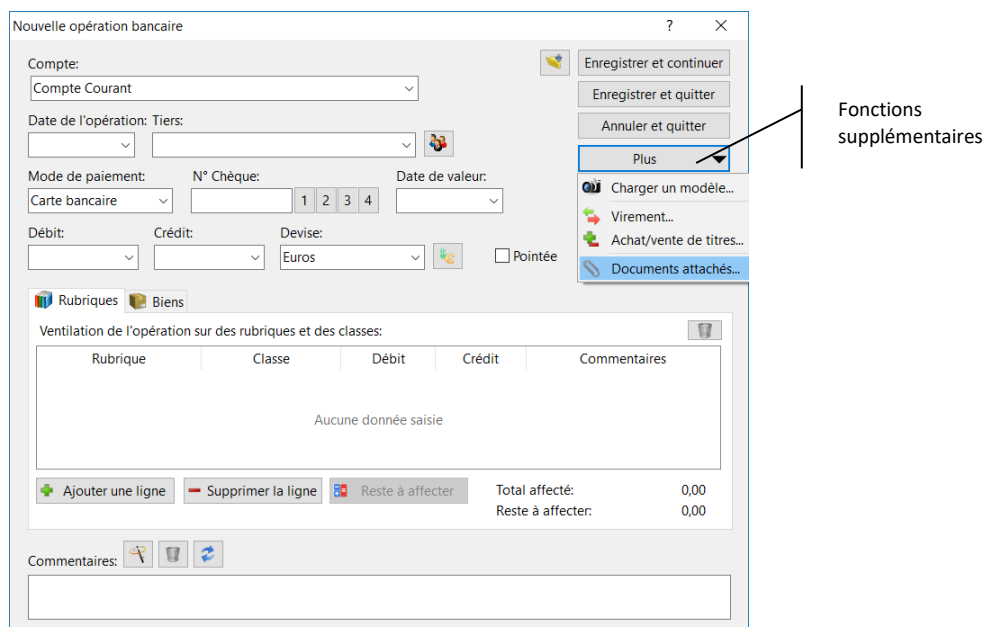 Nouvelle opération bancaire ? ×
Compte: Enregistrer et continuer
Compte Courant Enregistrer et quitter
Annuler et quitter
Fonctions
supplémentaires
Date de l'opération: Tiers:
Plus
Mode de paiement: N° Chèque: Date de valeur: Charger un modèle...
Carte bancaire 1 2 3 4
Virement...
Débit: Crédit: Devise: Achat/vente de titres...
Euros Pointée Documents attachés...
Rubriques Biens
Ventilation de l'opération sur des rubriques et des classes:
Rubrique Classe Débit Crédit Commentaires
Aucune donnée saisie
Ajouter une ligne Supprimer la ligne Reste à affecter Total affecté: 0,00
Reste à affecter: 0,00
Commentaires: